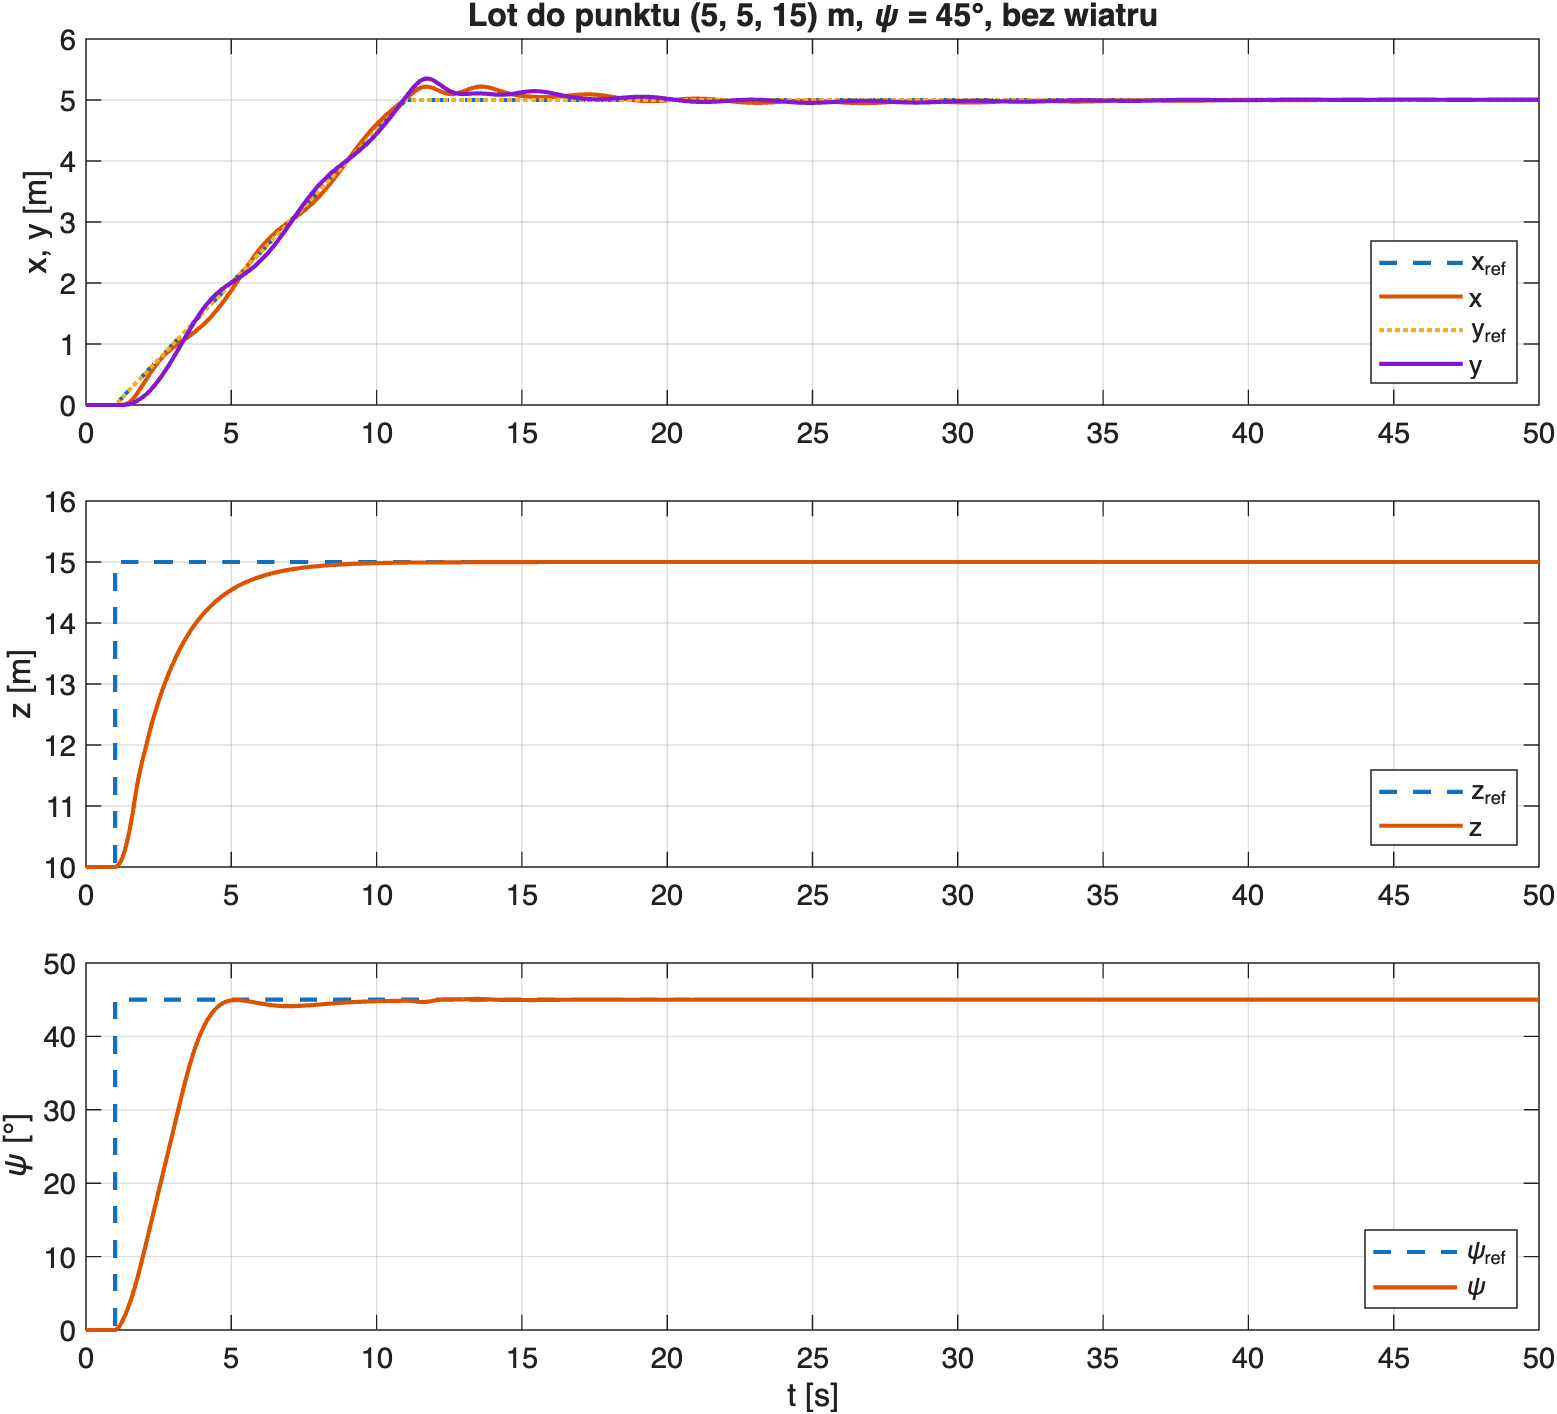 Lot do punktu (5, 5, 15) m, ψ = 45°, bez wiatru
6
5
4
3
2
1
0
x, y [m]
x_ref
x
y_ref
y
0 5 10 15 20 25 30 35 40 45 50
16
15
14
13
12
11
10
z [m]
z_ref
z
0 5 10 15 20 25 30 35 40 45 50
50
40
30
20
10
0
ψ [°]
ψ_ref
ψ
0 5 10 15 20 25 30 35 40 45 50
t [s]